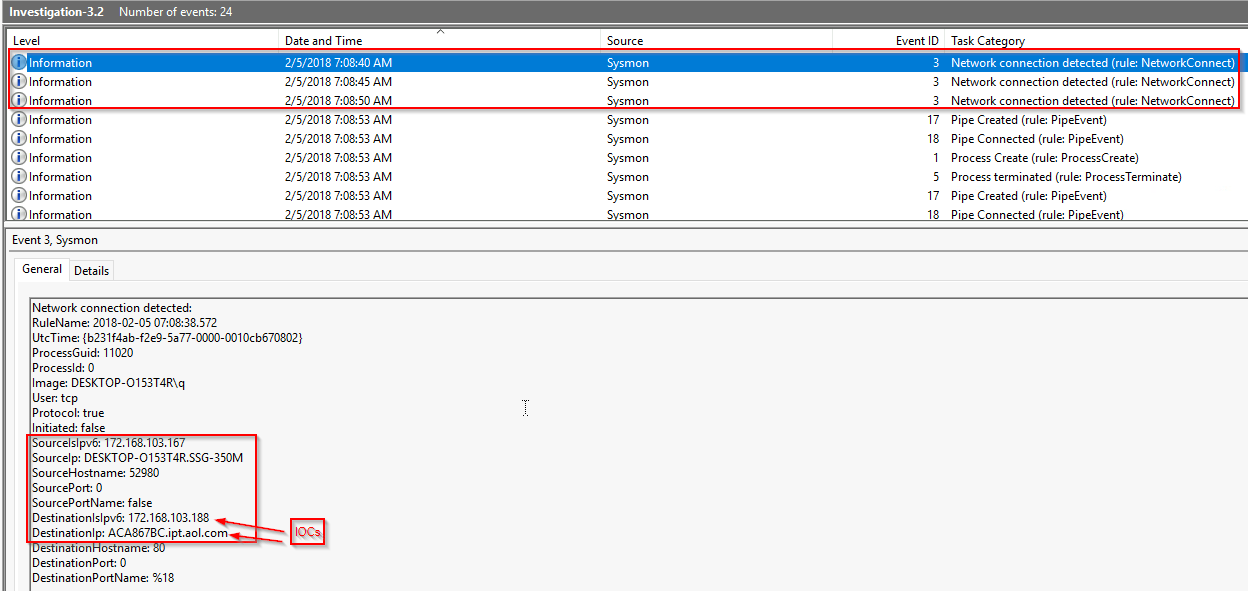 Investigation-3.2 Number of events: 24
Level Date and Time Source Event ID Task Category
Information 2/5/2018 7:08:40 AM Sysmon 3 Network connection detected (rule: NetworkConnect)
Information 2/5/2018 7:08:45 AM Sysmon 3 Network connection detected (rule: NetworkConnect)
Information 2/5/2018 7:08:50 AM Sysmon 3 Network connection detected (rule: NetworkConnect)
Information 2/5/2018 7:08:53 AM Sysmon 17 Pipe Created (rule: PipeEvent)
Information 2/5/2018 7:08:53 AM Sysmon 18 Pipe Connected (rule: PipeEvent)
Information 2/5/2018 7:08:53 AM Sysmon 1 Process Create (rule: ProcessCreate)
Information 2/5/2018 7:08:53 AM Sysmon 5 Process terminated (rule: ProcessTerminate)
Information 2/5/2018 7:08:53 AM Sysmon 17 Pipe Created (rule: PipeEvent)
Information 2/5/2018 7:08:53 AM Sysmon 18 Pipe Connected (rule: PipeEvent)
Event 3, Sysmon
General Details
Network connection detected:
RuleName: 2018-02-05 07:08:38.572
UtcTime: {b231f4ab-f2e9-5a77-0000-0010cb670802}
ProcessGuid: 11020
ProcessId: 0
Image: DESKTOP-O153T4R\q
User: tcp
Protocol: true
Initiated: false
SourceIsIpv6: 172.168.103.167
SourceIp: DESKTOP-O153T4R.SSG-350M
SourceHostname: 52980
SourcePort: 0
SourcePortName: false
DestinationIsIpv6: 172.168.103.188
DestinationIp: ACA867BC.ipt.aol.com
IOCs
DestinationHostname: 80
DestinationPort: 0
DestinationPortName: %18